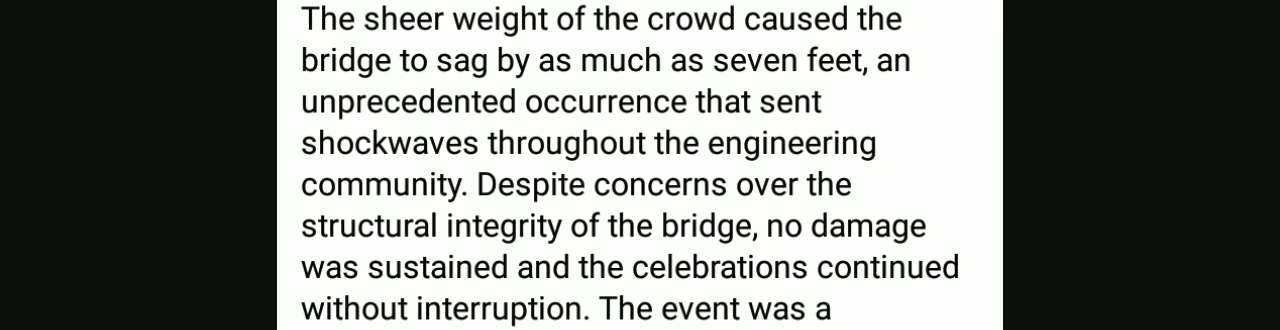 The sheer weight of the crowd caused the
bridge to sag by as much as seven feet, an
unprecedented occurrence that sent
shockwaves throughout the engineering
community. Despite concerns over the
structural integrity of the bridge, no damage
was sustained and the celebrations continued
without interruption. The event was a